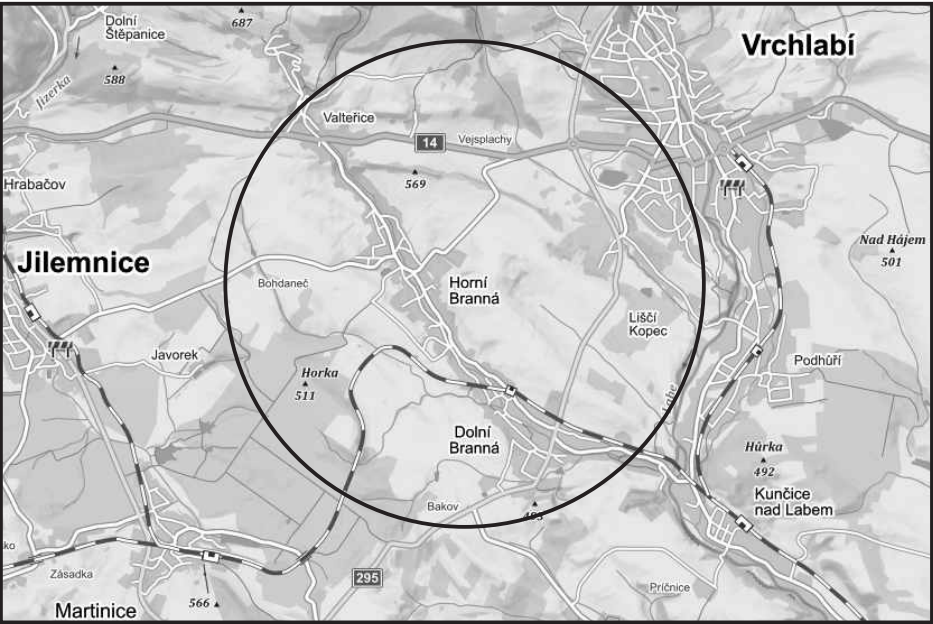 687
Dolní
Štěpanice
Vrchlabí
588
Jizerka
Valteřice
14
Vejsplachy
569
Hrabačov
Nad Hájem
501
Jilemnice
Bohdaneč
Horní
Branná
Liščí
Kopec
Javorek
Podhůří
Horka
511
Labe
Dolní
Branná
Hůrka
492
Kunčice
nad Labem
Bakov
Zásadka
295
Příčnice
566
Martinice